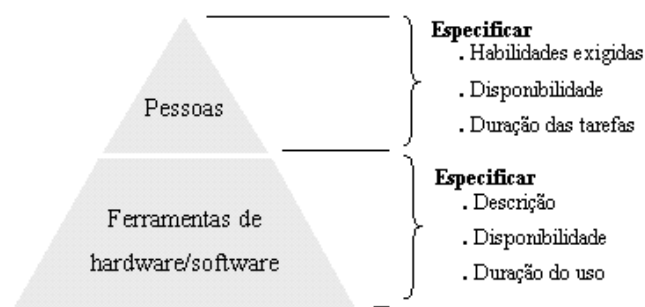 Especificar
. Habilidades exigidas
. Disponibilidade
. Duração das tarefas
Pessoas
Especificar
. Descrição
. Disponibilidade
. Duração do uso
Ferramentas de
hardware/software